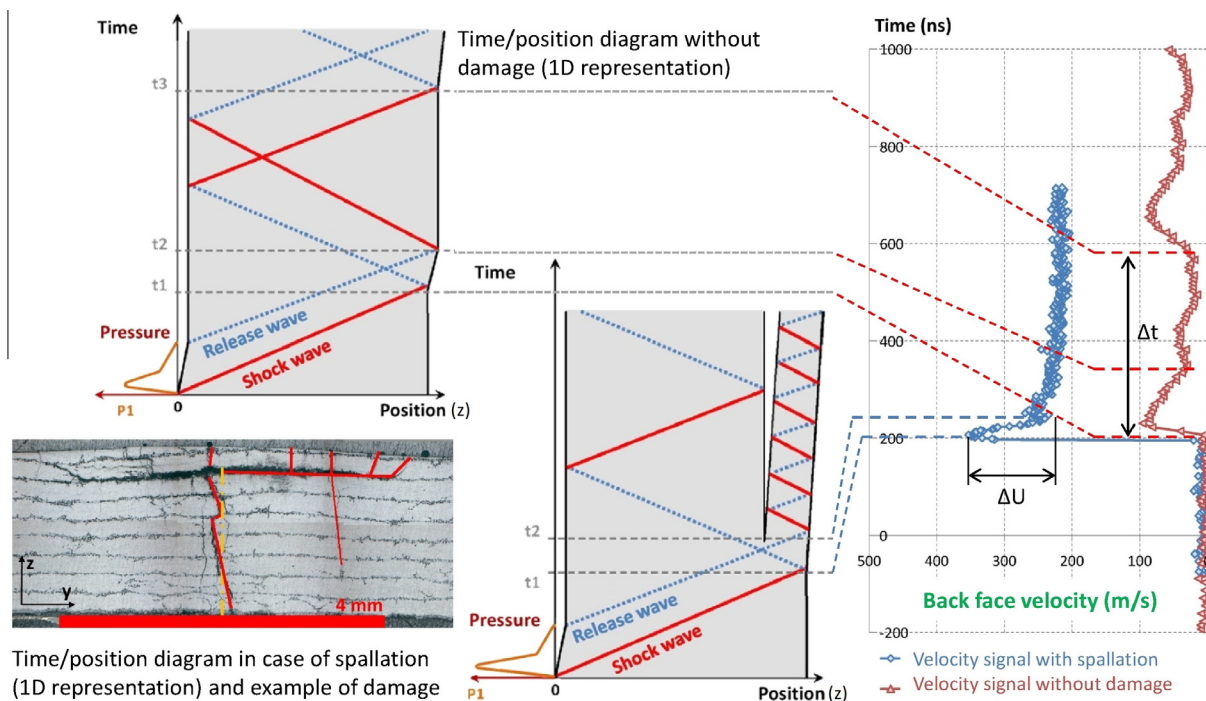 Time
Time/position diagram without
damage (1D representation)
t3
t2
t1
Pressure
Release wave
Shock wave
P1
0
Position (z)
Time
t2
t1
Pressure
Release wave
Shock wave
P1
0
Position (z)
z
y
4 mm
Time/position diagram in case of spallation
(1D representation) and example of damage
Time (ns)
1000
800
600
400
200
0
-200
500
400
300
200
100
0
Δt
ΔU
Back face velocity (m/s)
Velocity signal with spallation
Velocity signal without damage